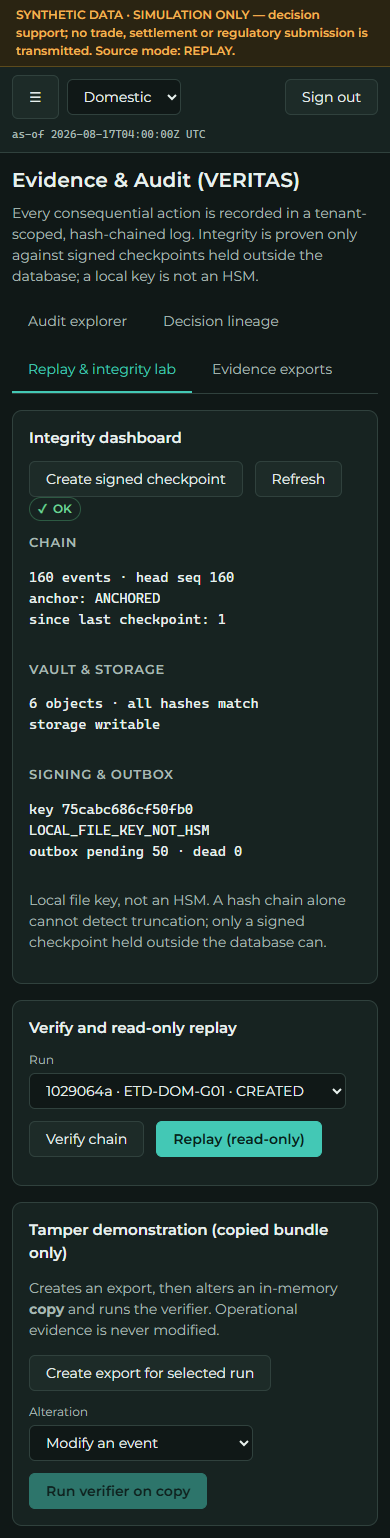 SYNTHETIC DATA · SIMULATION ONLY — decision
support; no trade, settlement or regulatory submission is
transmitted. Source mode: REPLAY.
☰ Domestic Sign out
as-of 2026-08-17T04:00:00Z UTC
Evidence & Audit (VERITAS)
Every consequential action is recorded in a tenant-
scoped, hash-chained log. Integrity is proven only
against signed checkpoints held outside the
database; a local key is not an HSM.
Audit explorer Decision lineage
Replay & integrity lab Evidence exports
Integrity dashboard
Create signed checkpoint Refresh
✓ OK
CHAIN
160 events · head seq 160
anchor: ANCHORED
since last checkpoint: 1
VAULT & STORAGE
6 objects · all hashes match
storage writable
SIGNING & OUTBOX
key 75cabc686cf50fb0
LOCAL_FILE_KEY_NOT_HSM
outbox pending 50 · dead 0
Local file key, not an HSM. A hash chain alone
cannot detect truncation; only a signed
checkpoint held outside the database can.
Verify and read-only replay
Run
1029064a · ETD-DOM-G01 · CREATED
Verify chain Replay (read-only)
Tamper demonstration (copied bundle
only)
Creates an export, then alters an in-memory
copy and runs the verifier. Operational
evidence is never modified.
Create export for selected run
Alteration
Modify an event
Run verifier on copy